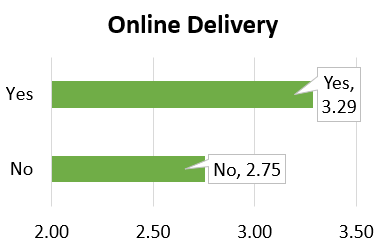 Online Delivery
Yes
Yes,
3.29
No
No, 2.75
2.00 2.50 3.00 3.50